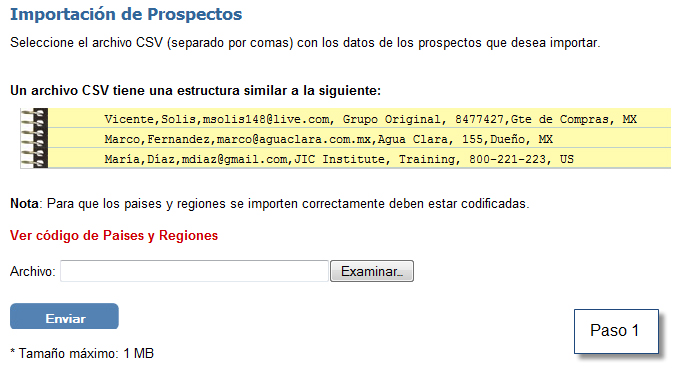 Importación de Prospectos
Seleccione el archivo CSV (separado por comas) con los datos de los prospectos que desea importar.
Un archivo CSV tiene una estructura similar a la siguiente:
Vicente,Solis,msolis148@live.com, Grupo Original, 8477427,Gte de Compras, MX
Marco,Fernandez,marco@aguaclara.com.mx,Agua Clara, 155,Dueño, MX
María,Díaz,mdiaz@gmail.com,JIC Institute, Training, 800-221-223, US
Nota: Para que los paises y regiones se importen correctamente deben estar codificadas.
Ver código de Paises y Regiones
Archivo: Examinar...
Enviar
Paso 1
* Tamaño máximo: 1 MB